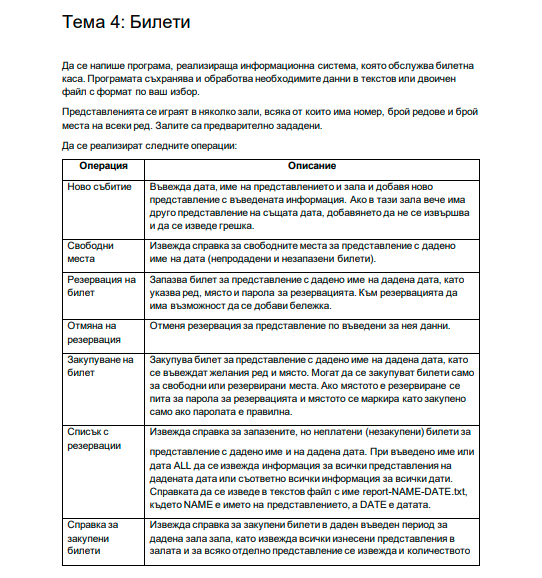 Тема 4: Билети
Да се напише програма, реализираща информационна система, която обслужва билетна
каса. Програмата съхранява и обработва необходимите данни в текстов или двоичен
файл с формат по ваш избор.
Представленията се играят в няколко зали, всяка от които има номер, брой редове и брой
места на всеки ред. Залите са предварително зададени.
Да се реализират следните операции:
Операция Описание
Ново събитие Въвежда дата, име на представлението и зала и добавя ново
представление с въведената информация. Ако в тази зала вече има
друго представление на същата дата, добавянето да не се извършва
и да се изведе грешка.
Свободни Извежда справка за свободните места за представление с дадено
места име на дата (непродадени и незапазени билети).
Резервация на Запазва билет за представление с дадено име на дадена дата, като
билет указва ред, място и парола за резервацията. Към резервацията да
има възможност да се добави бележка.
Отмяна на Отменя резервация за представление по въведени за нея данни.
резервация
Закупуване на Закупува билет за представление с дадено име на дадена дата, като
билет се въвеждат желания ред и място. Могат да се закупуват билети само
за свободни или резервирани места. Ако мястото е резервиране се
пита за парола за резервацията и мястото се маркира като закупено
само ако паролата е правилна.
Списък с Извежда справка за запазените, но неплатени (незакупени) билети за
резервации представление с дадено име и на дадена дата. При въведено име или
дата ALL да се извежда информация за всички представления на
дадената дата или съответно всички информация за всички дати.
Справката да се изведе в текстов файл с име report-NAME-DATE.txt,
където NAME е името на представлението, а DATE е датата.
Справка за Извежда справка за закупени билети в даден въведен период за
закупени дадена зала зала, като извежда всички изнесени представления в
билети залата и за всяко отделно представление се извежда и количеството